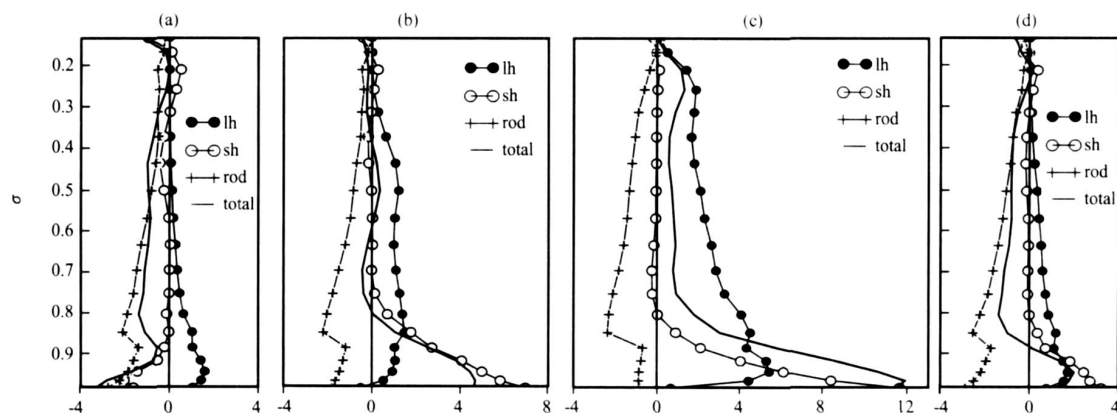 (a)
(b)
(c)
(d)
σ
0.2
0.3
0.4
0.5
0.6
0.7
0.8
0.9
lh
sh
rod
total
lh
sh
rod
total
lh
sh
rod
total
lh
sh
rod
total
-4 0 4
-4 0 4 8
-4 0 4 8 12
-4 0 4